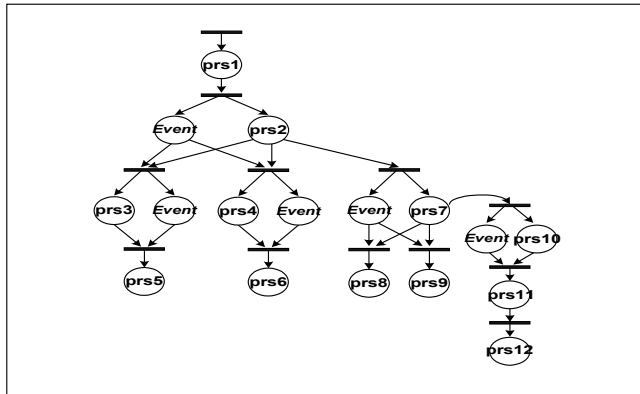 prs1
Event prs2
prs3 Event prs4 Event Event prs7
Event prs10
prs5 prs6 prs8 prs9
prs11
prs12